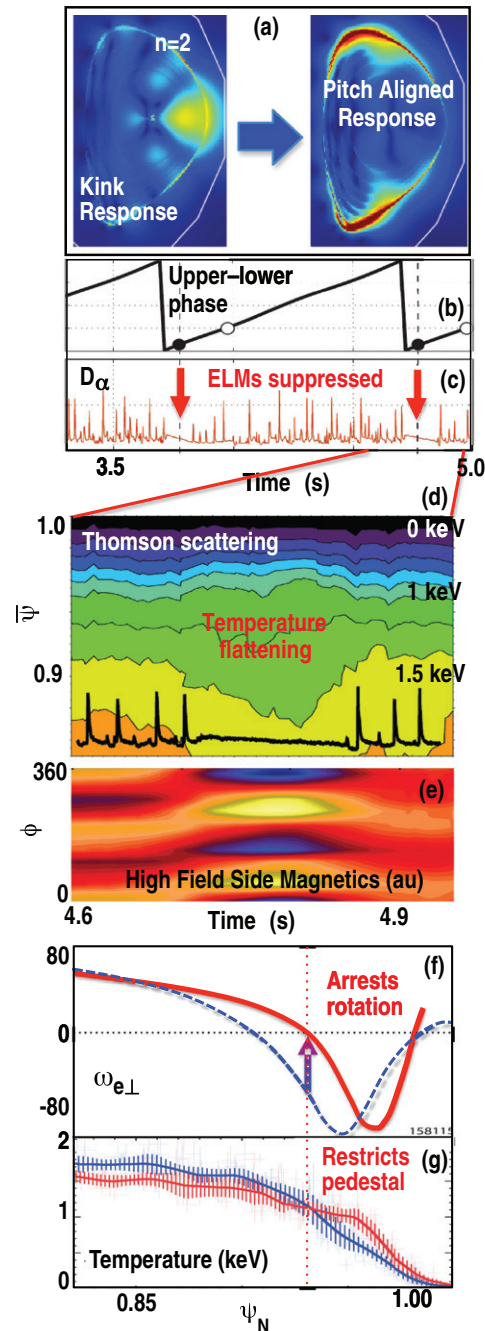 (a)
n=2
Pitch Aligned
Response
Kink
Response
Upper–lower
phase
(b)
Dα
ELMs suppressed
(c)
3.5
5.0
Time (s)
(d)
1.0
Thomson scattering
0 keV
1 keV
ψ̅
Temperature
flattening
0.9
1.5 keV
360
(e)
ϕ
High Field Side Magnetics (au)
0
4.6
Time (s)
4.9
80
(f)
Arrests
rotation
0
ωe⊥
-80
158115
2
(g)
Restricts
pedestal
1
Temperature (keV)
0
0.85
ψN
1.00